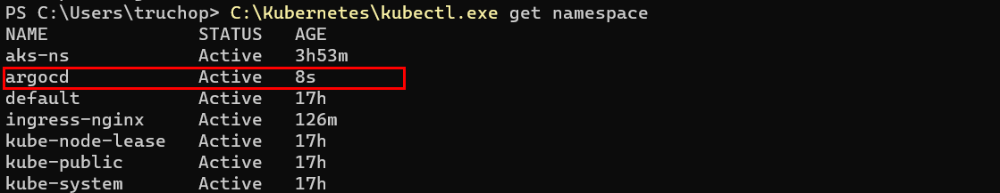 PS C:\Users\truchop> C:\Kubernetes\kubectl.exe get namespace
NAME              STATUS   AGE
aks-ns            Active   3h53m
argocd            Active   8s
default           Active   17h
ingress-nginx     Active   126m
kube-node-lease   Active   17h
kube-public       Active   17h
kube-system       Active   17h